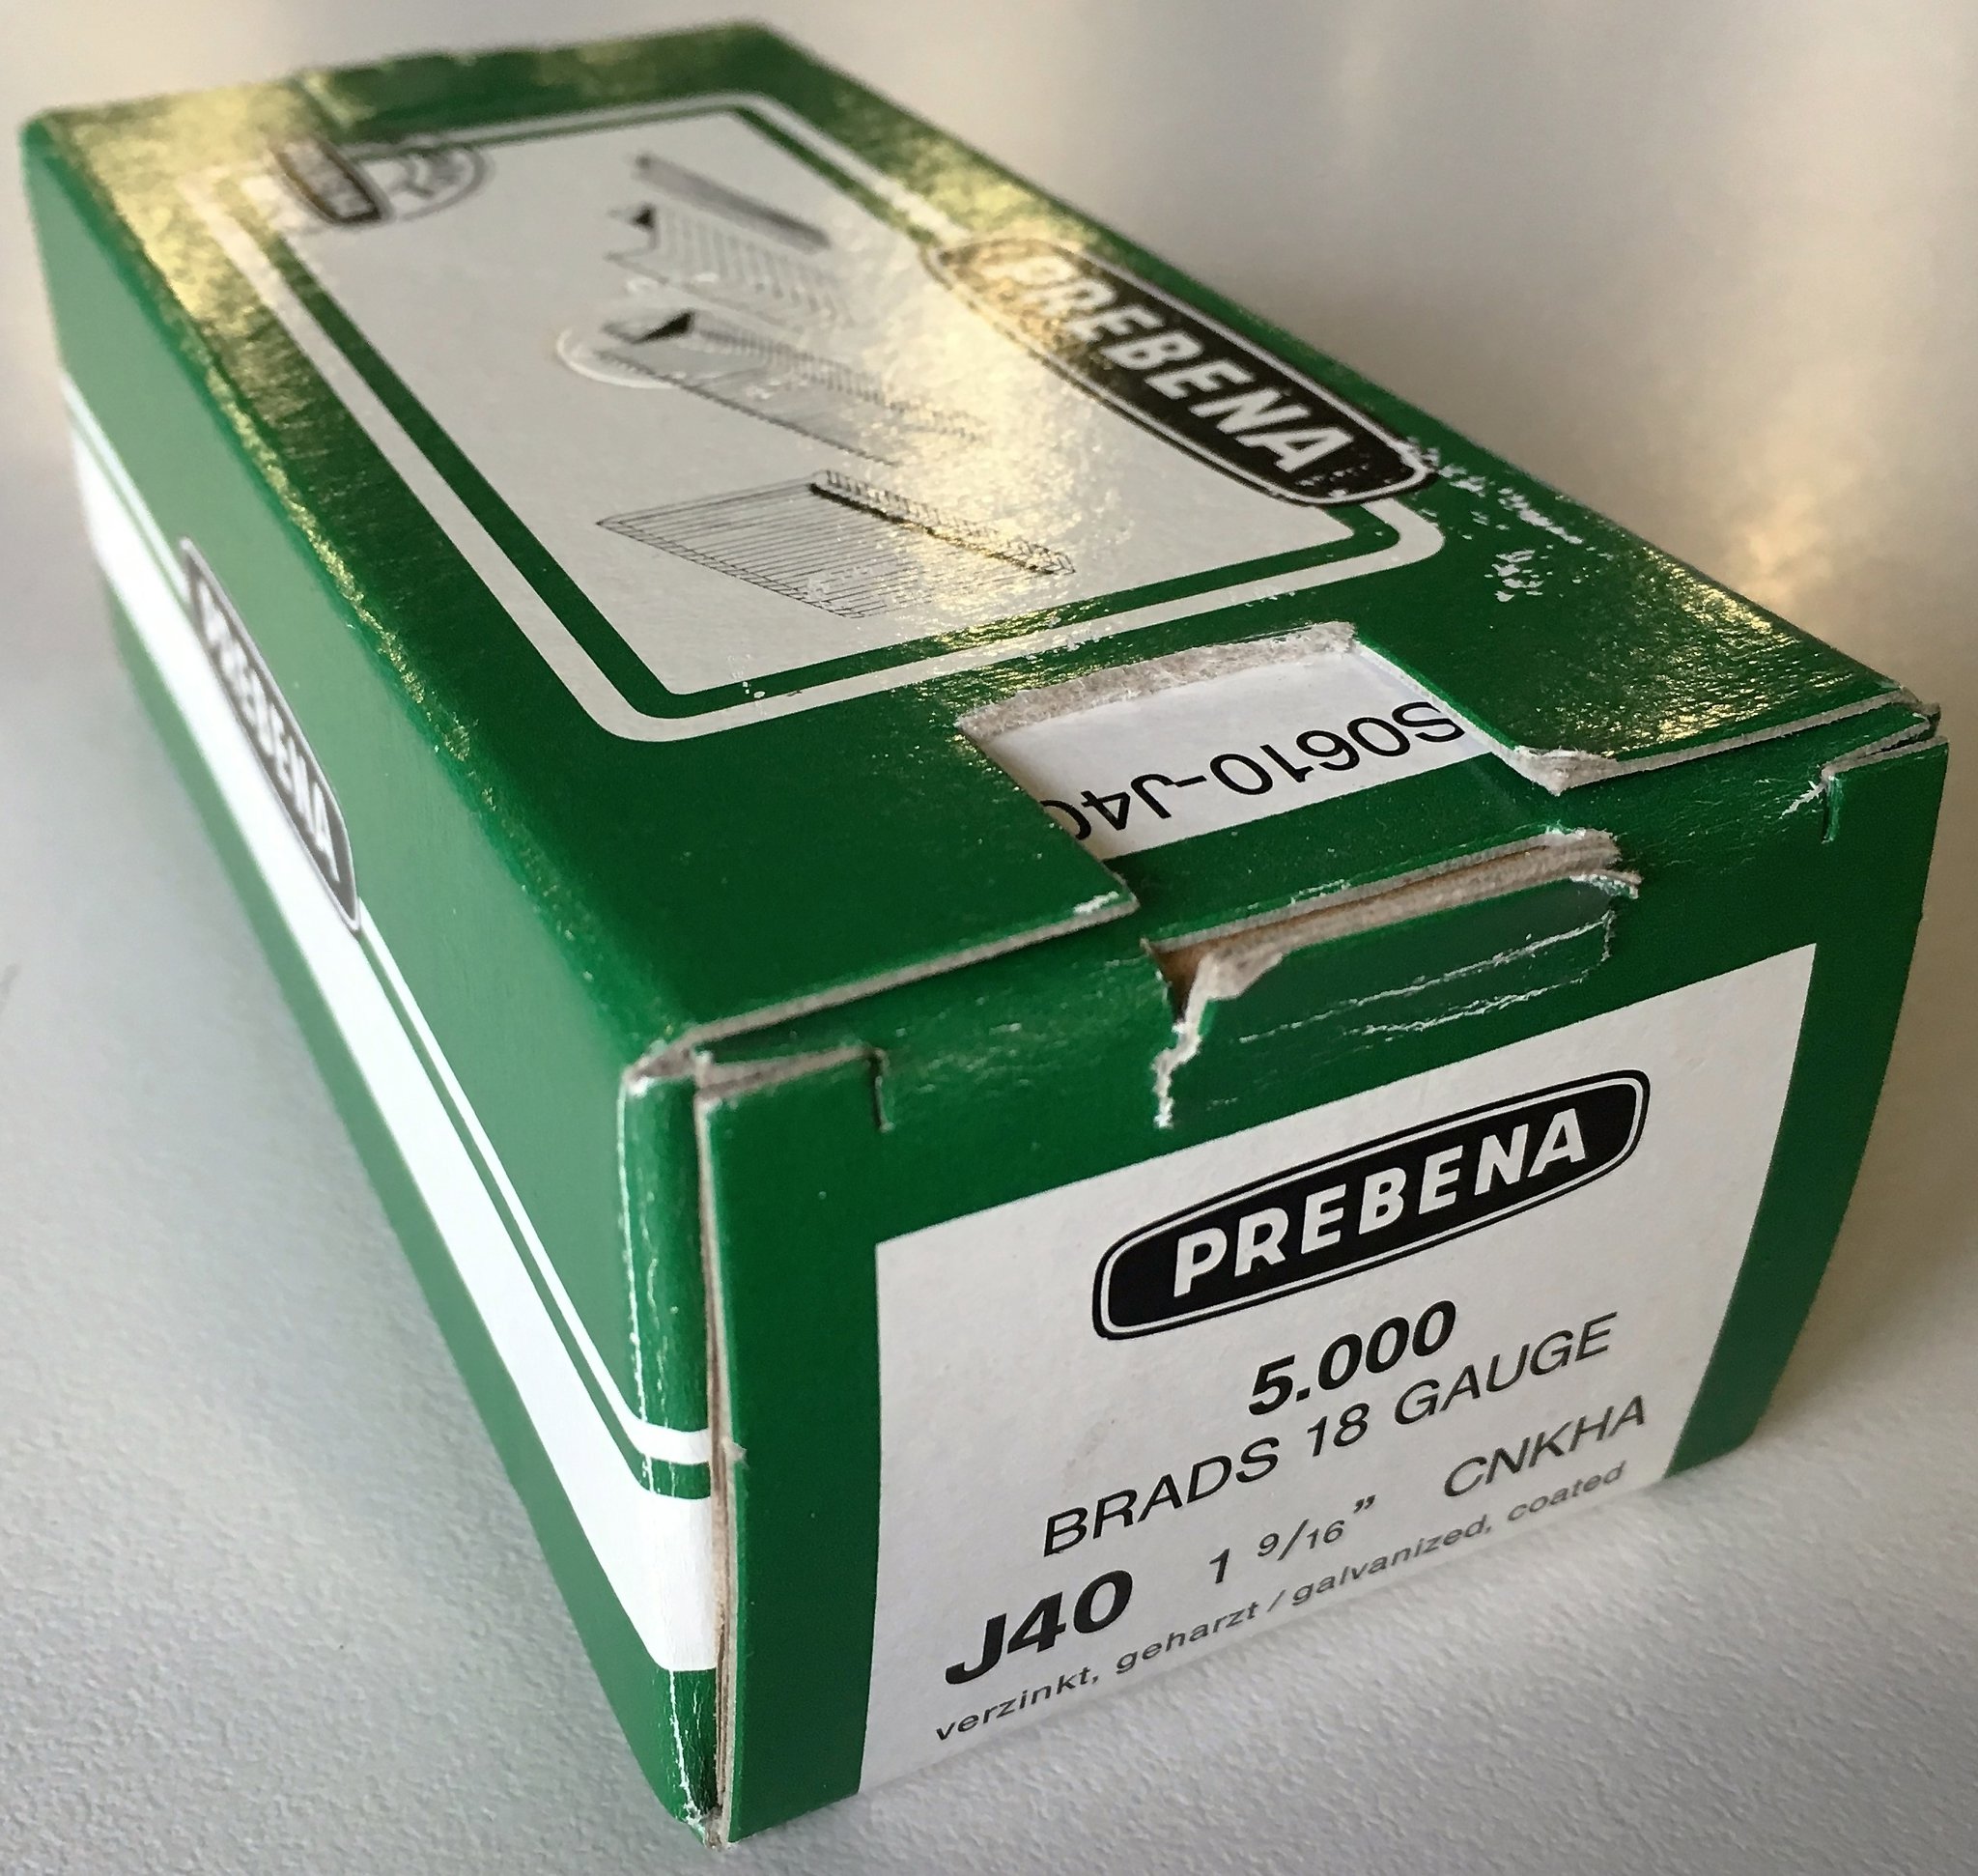 PREBENA
PREBENA
S0610-J40
PREBENA
5.000
BRADS 18 GAUGE
J40 1 9/16” CNKHA
verzinkt, geharzt / galvanized, coated